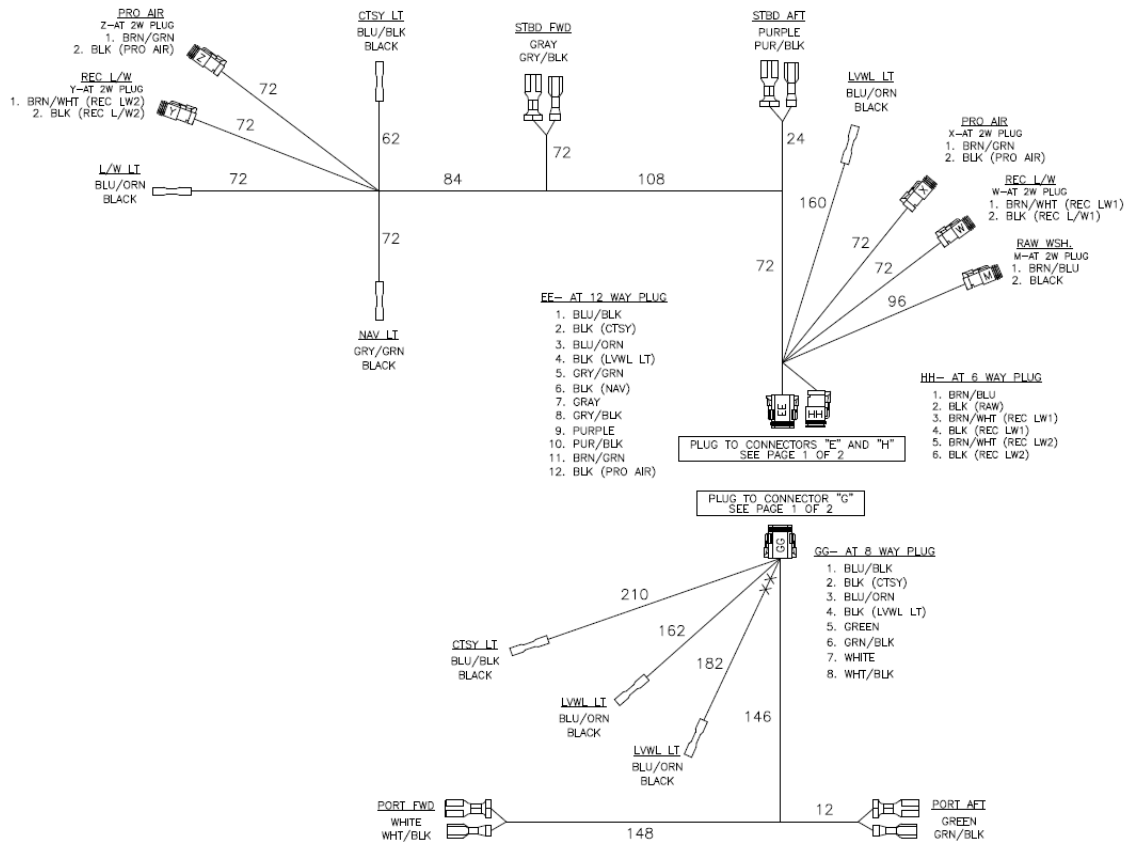 PRO AIR
Z-AT 2W PLUG
1. BRN/GRN
2. BLK (PRO AIR)
Z
REC L/W
Y-AT 2W PLUG
1. BRN/WHT (REC LW2)
2. BLK (REC L/W2)
Y
L/W LT
BLU/ORN
BLACK
CTSY LT
BLU/BLK
BLACK
STBD FWD
GRAY
GRY/BLK
STBD AFT
PURPLE
PUR/BLK
LVWL LT
BLU/ORN
BLACK
PRO AIR
X-AT 2W PLUG
1. BRN/GRN
2. BLK (PRO AIR)
X
REC L/W
W-AT 2W PLUG
1. BRN/WHT (REC LW1)
2. BLK (REC L/W1)
W
RAW WSH.
M-AT 2W PLUG
1. BRN/BLU
2. BLACK
M
72
72
72
62
72
84
72
108
24
160
72
72
72
96
NAV LT
GRY/GRN
BLACK
EE- AT 12 WAY PLUG
1. BLU/BLK
2. BLK (CTSY)
3. BLU/ORN
4. BLK (LVWL LT)
5. GRY/GRN
6. BLK (NAV)
7. GRAY
8. GRY/BLK
9. PURPLE
10. PUR/BLK
11. BRN/GRN
12. BLK (PRO AIR)
EE
HH
HH- AT 6 WAY PLUG
1. BRN/BLU
2. BLK (RAW)
3. BRN/WHT (REC LW1)
4. BLK (REC LW1)
5. BRN/WHT (REC LW2)
6. BLK (REC LW2)
PLUG TO CONNECTORS "E" AND "H"
SEE PAGE 1 OF 2
PLUG TO CONNECTOR "G"
SEE PAGE 1 OF 2
GG
GG- AT 8 WAY PLUG
1. BLU/BLK
2. BLK (CTSY)
3. BLU/ORN
4. BLK (LVWL LT)
5. GREEN
6. GRN/BLK
7. WHITE
8. WHT/BLK
210
162
182
146
CTSY LT
BLU/BLK
BLACK
LVWL LT
BLU/ORN
BLACK
LVWL LT
BLU/ORN
BLACK
PORT FWD
WHITE
WHT/BLK
148
12
PORT AFT
GREEN
GRN/BLK